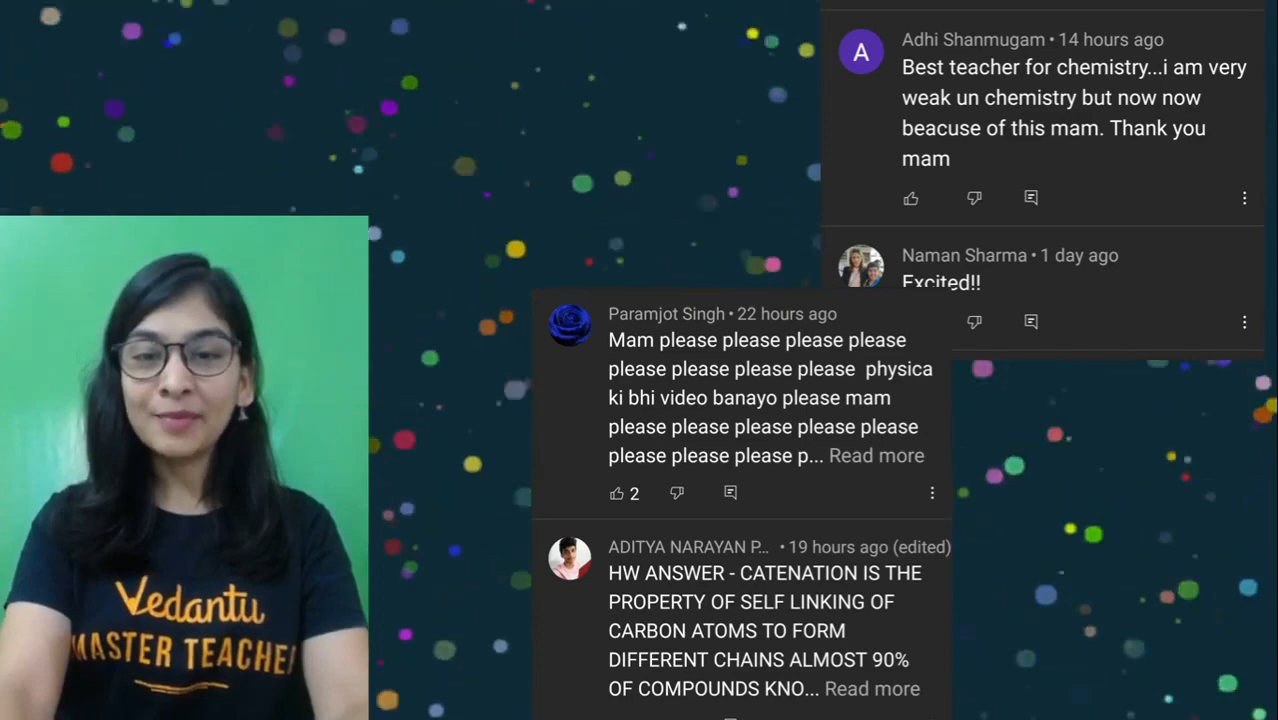 Adhi Shanmugam • 14 hours ago
Best teacher for chemistry...i am very
weak un chemistry but now now
beacuse of this mam. Thank you
mam
A
Naman Sharma • 1 day ago
Excited!!
Paramjot Singh • 22 hours ago
Mam please please please please
please please please please physica
ki bhi video banayo please mam
please please please please please
please please please p... Read more
2
ADITYA NARAYAN P... • 19 hours ago (edited)
HW ANSWER - CATENATION IS THE
PROPERTY OF SELF LINKING OF
CARBON ATOMS TO FORM
DIFFERENT CHAINS ALMOST 90%
OF COMPOUNDS KNO... Read more
Vedantu
MASTER TEACHER